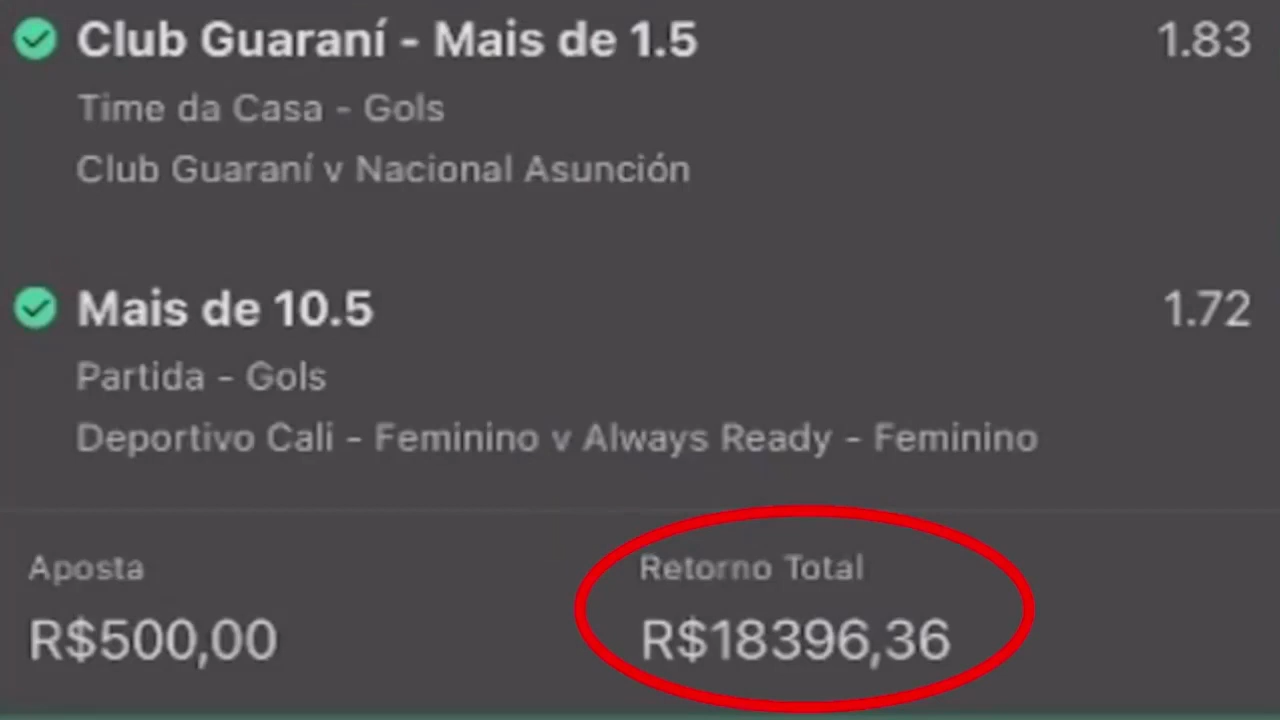 Club Guaraní - Mais de 1.5 1.83
Time da Casa - Gols
Club Guaraní v Nacional Asunción
Mais de 10.5 1.72
Partida - Gols
Deportivo Cali - Feminino v Always Ready - Feminino
Aposta Retorno Total
R$500,00 R$18396,36